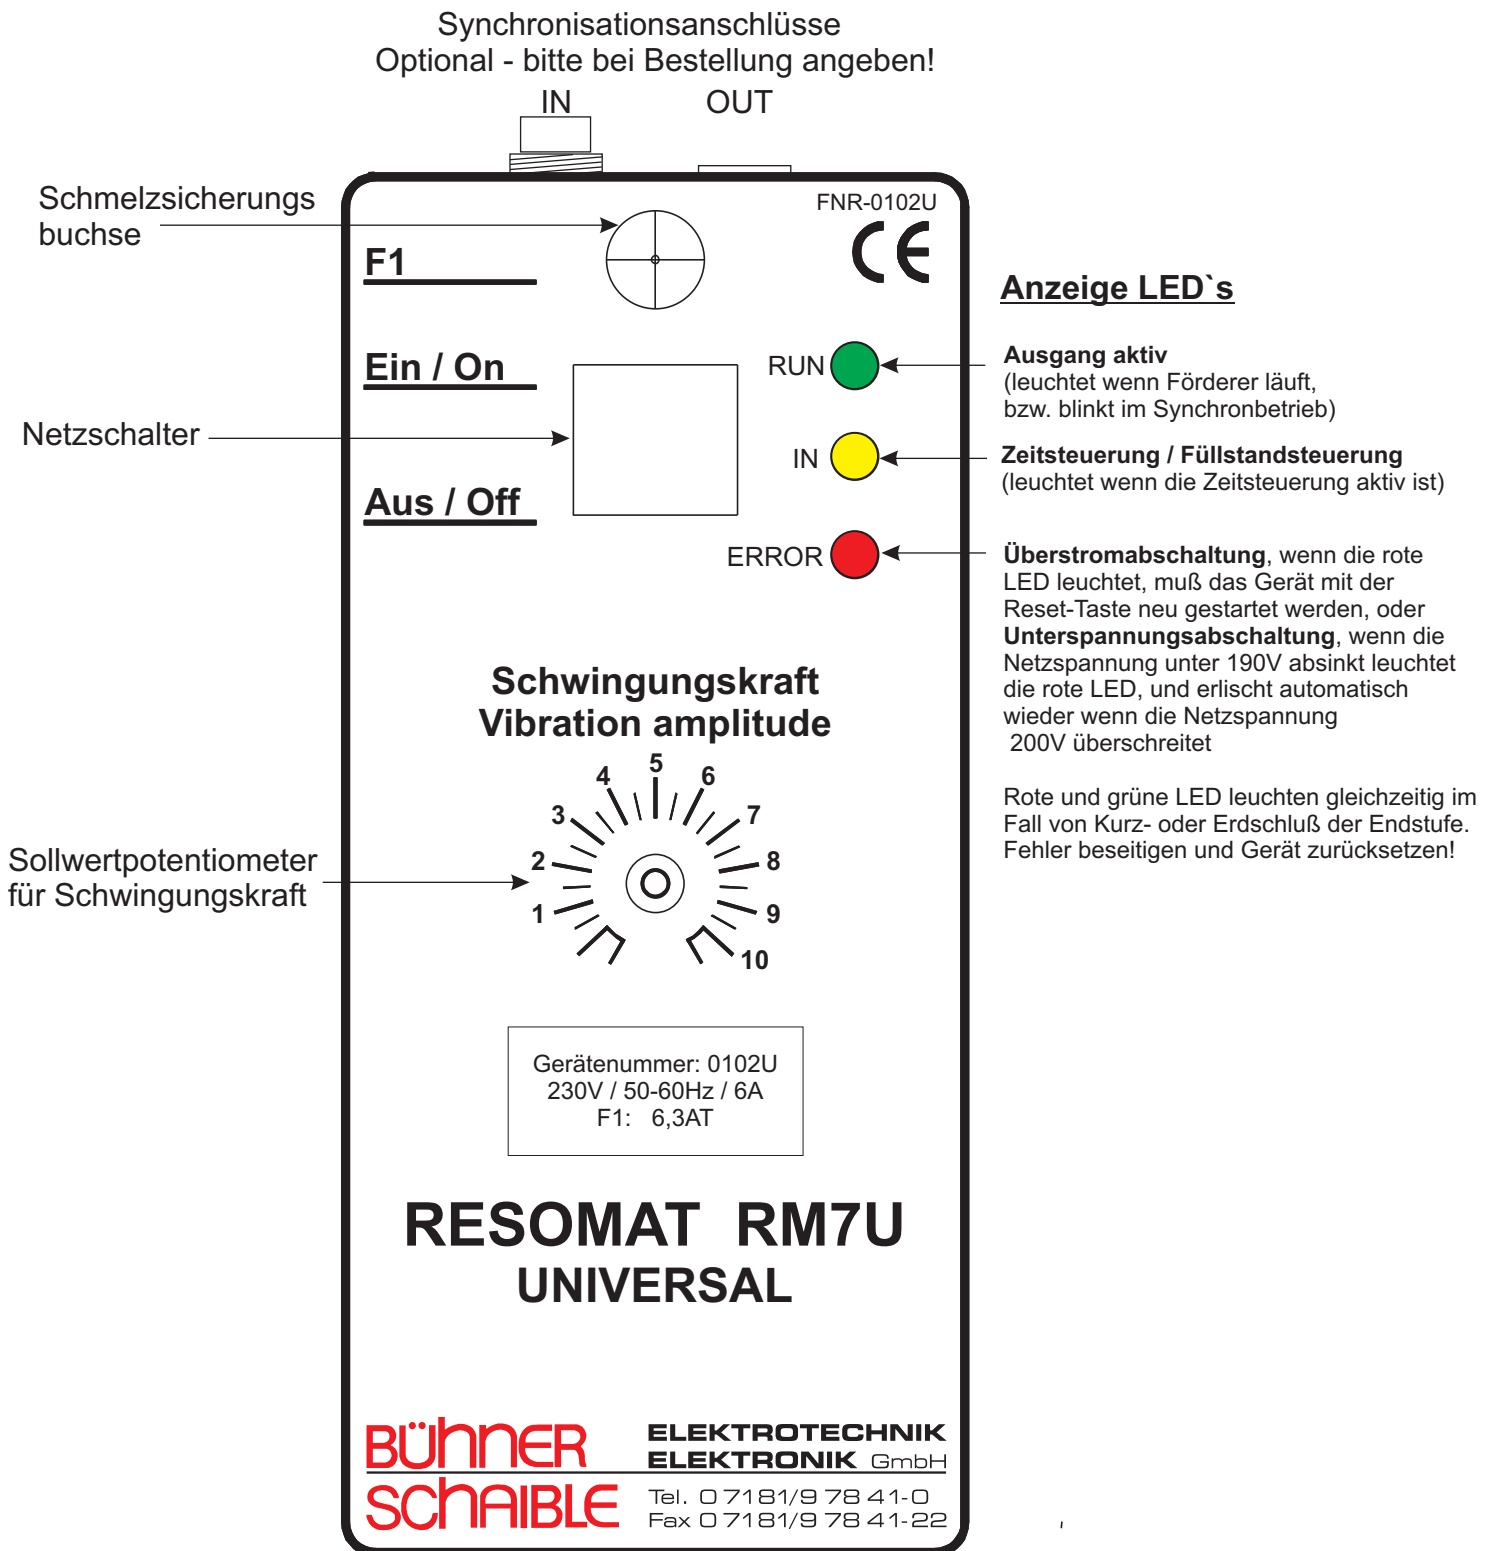 Synchronisationsanschlüsse
Optional - bitte bei Bestellung angeben!
IN OUT
Schmelzsicherungs
buchse
FNR-0102U
CE
F1
Anzeige LED`s
Ein / On
RUN
Ausgang aktiv
(leuchtet wenn Förderer läuft,
bzw. blinkt im Synchronbetrieb)
Netzschalter
IN
Zeitsteuerung / Füllstandsteuerung
(leuchtet wenn die Zeitsteuerung aktiv ist)
Aus / Off
ERROR
Überstromabschaltung, wenn die rote
LED leuchtet, muß das Gerät mit der
Reset-Taste neu gestartet werden, oder
Unterspannungsabschaltung, wenn die
Netzspannung unter 190V absinkt leuchtet
die rote LED, und erlischt automatisch
wieder wenn die Netzspannung
200V überschreitet
Rote und grüne LED leuchten gleichzeitig im
Fall von Kurz- oder Erdschluß der Endstufe.
Fehler beseitigen und Gerät zurücksetzen!
Schwingungskraft
Vibration amplitude
1
2
3
4
5
6
7
8
9
10
Sollwertpotentiometer
für Schwingungskraft
Gerätenummer: 0102U
230V / 50-60Hz / 6A
F1: 6,3AT
RESOMAT RM7U
UNIVERSAL
BÜHNER
SCHAIBLE
ELEKTROTECHNIK
ELEKTRONIK GmbH
Tel. 07181/9 78 41-0
Fax 07181/9 78 41-22